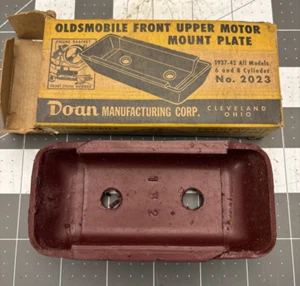 OLDSMOBILE FRONT UPPER MOTOR
MOUNT PLATE
1937-42 All Models
6 and 8 Cylinder
No. 2023
Doan MANUFACTURING CORP.
CLEVELAND
OHIO